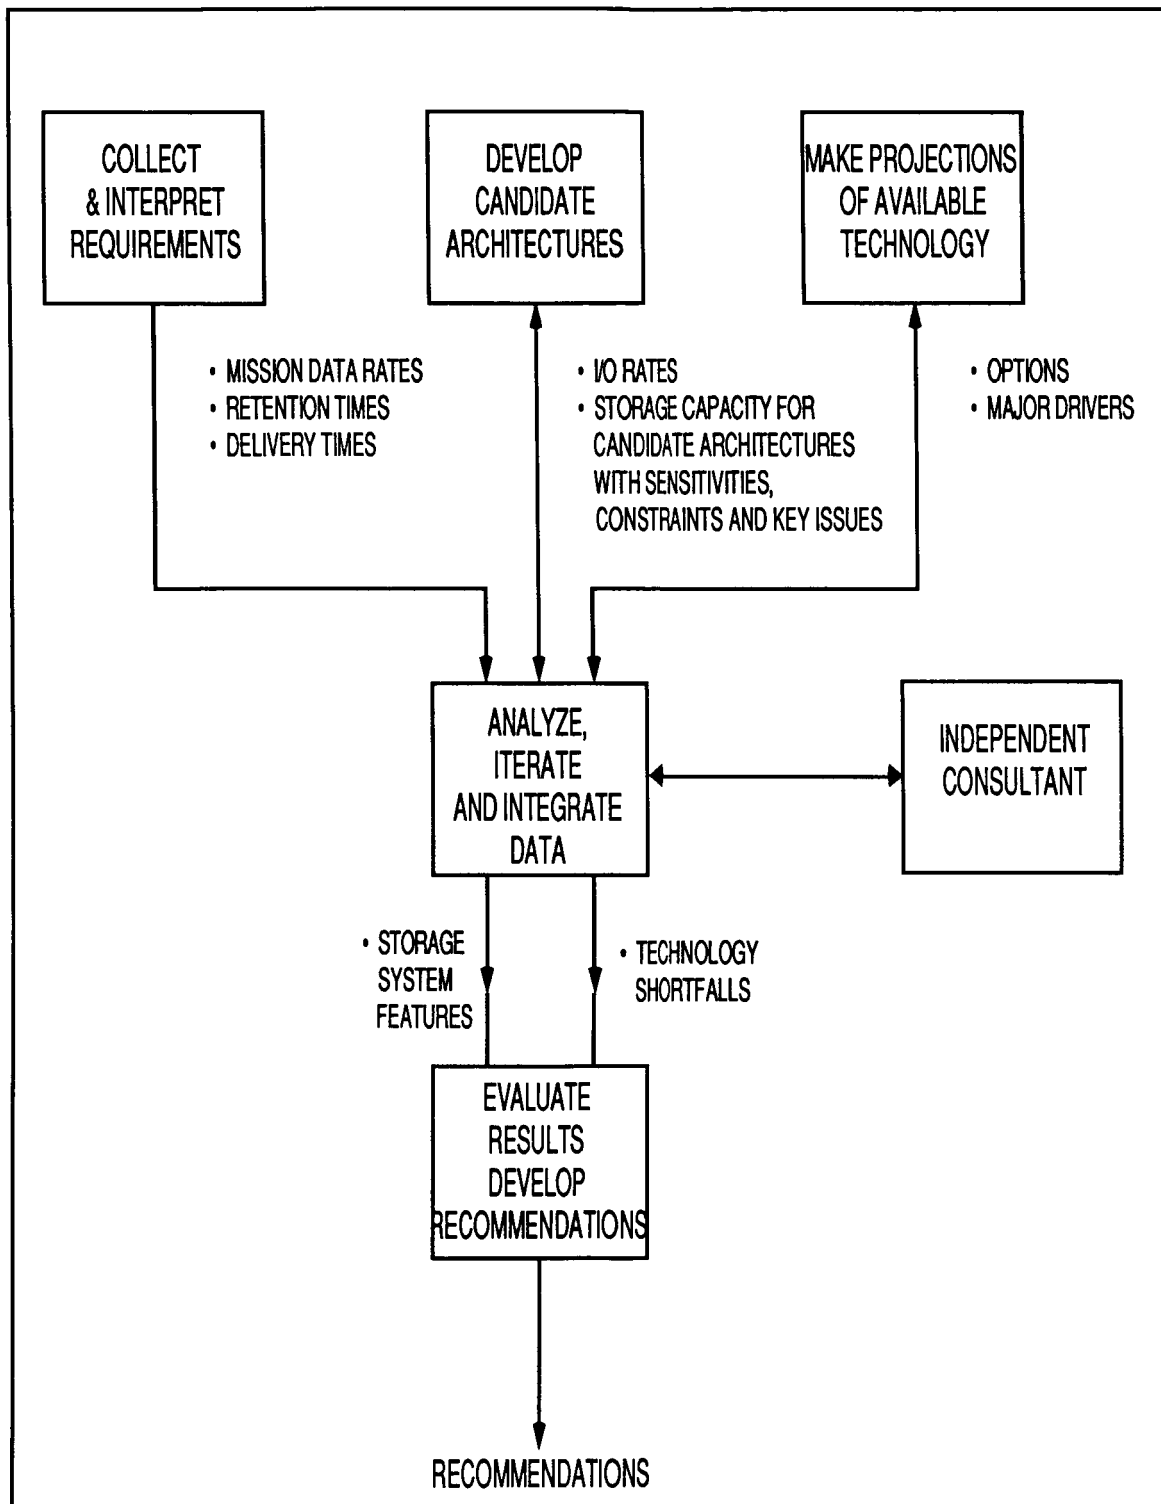 COLLECT
& INTERPRET
REQUIREMENTS
DEVELOP
CANDIDATE
ARCHITECTURES
MAKE PROJECTIONS
OF AVAILABLE
TECHNOLOGY
• MISSION DATA RATES
• RETENTION TIMES
• DELIVERY TIMES
• I/O RATES
• STORAGE CAPACITY FOR
CANDIDATE ARCHITECTURES
WITH SENSITIVITIES,
CONSTRAINTS AND KEY ISSUES
• OPTIONS
• MAJOR DRIVERS
ANALYZE,
ITERATE
AND INTEGRATE
DATA
INDEPENDENT
CONSULTANT
• STORAGE
SYSTEM
FEATURES
• TECHNOLOGY
SHORTFALLS
EVALUATE
RESULTS
DEVELOP
RECOMMENDATIONS
RECOMMENDATIONS